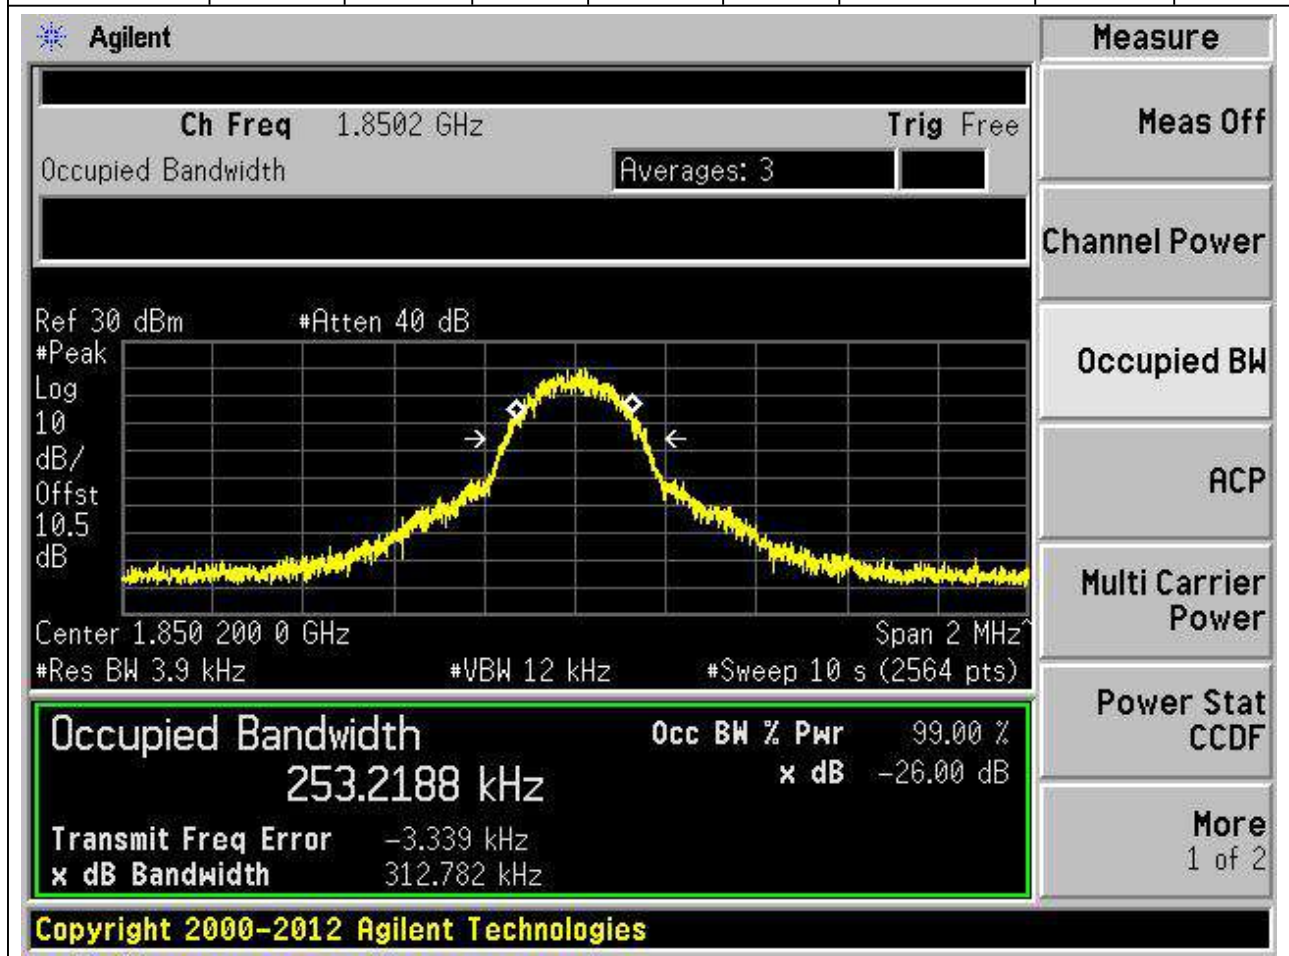 Agilent
Measure
Ch Freq 1.8502 GHz Trig Free
Occupied Bandwidth Averages: 3
Meas Off
Channel Power
Occupied BW
ACP
Multi Carrier
Power
Power Stat
CCDF
More
1 of 2
Ref 30 dBm #Atten 40 dB
#Peak
Log
10
dB/
Offst
10.5
dB
Center 1.850 200 0 GHz Span 2 MHz^
#Res BW 3.9 kHz #VBW 12 kHz #Sweep 10 s (2564 pts)
Occupied Bandwidth Occ BW % Pwr 99.00 %
253.2188 kHz x dB -26.00 dB
Transmit Freq Error -3.339 kHz
x dB Bandwidth 312.782 kHz
Copyright 2000-2012 Agilent Technologies